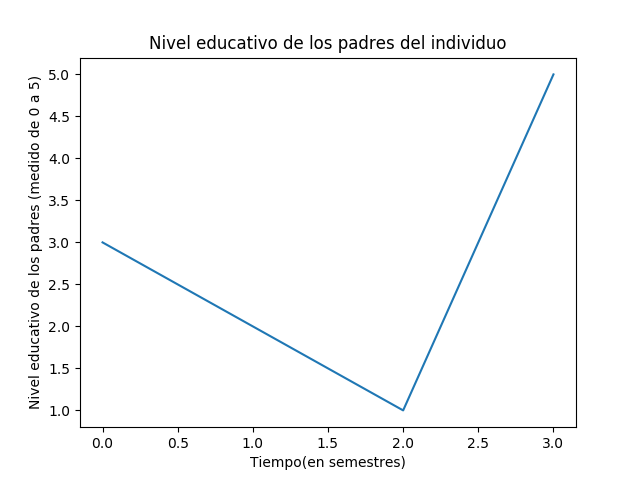 Nivel educativo de los padres del individuo
Nivel educativo de los padres (medido de 0 a 5)
5.0
4.5
4.0
3.5
3.0
2.5
2.0
1.5
1.0
0.0 0.5 1.0 1.5 2.0 2.5 3.0
Tiempo(en semestres)